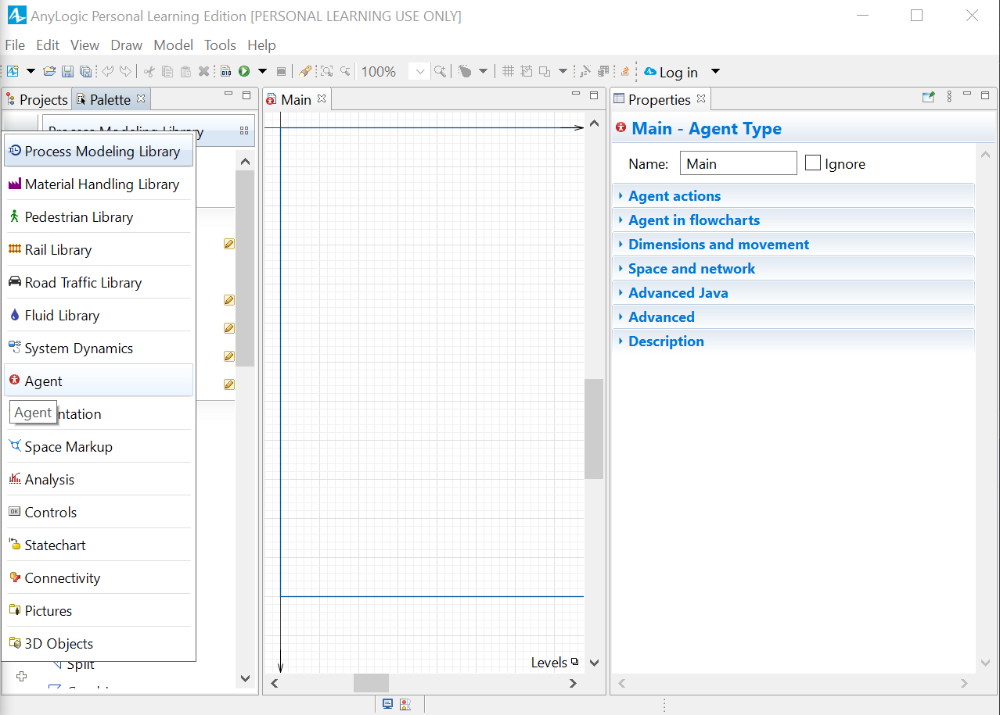 AnyLogic Personal Learning Edition [PERSONAL LEARNING USE ONLY]
File Edit View Draw Model Tools Help
010 100% Log in
Projects Palette Main Properties
Process Modeling Library
Process Modeling Library
Material Handling Library
Pedestrian Library
Rail Library
Road Traffic Library
Fluid Library
System Dynamics
Agent
Agent ntation
Space Markup
Analysis
OK Controls
Statechart
Connectivity
Pictures
3D Objects
Split
Levels
Main - Agent Type
Name: Main Ignore
Agent actions
Agent in flowcharts
Dimensions and movement
Space and network
Advanced Java
Advanced
Description